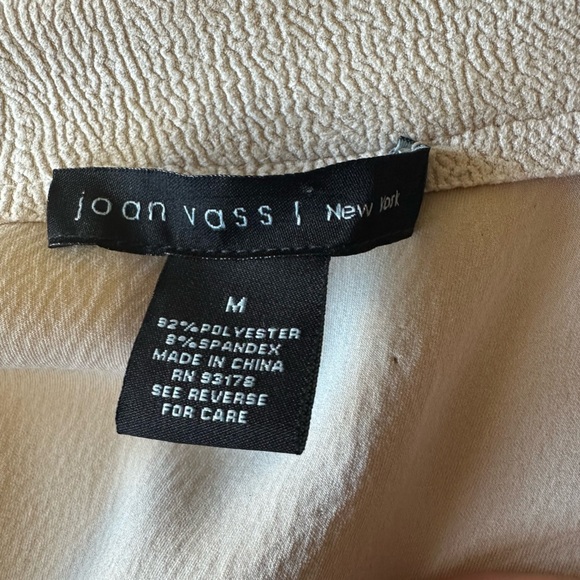 joan vass | New York
M
92%POLYESTER
8%SPANDEX
MADE IN CHINA
RN 93178
SEE REVERSE
FOR CARE